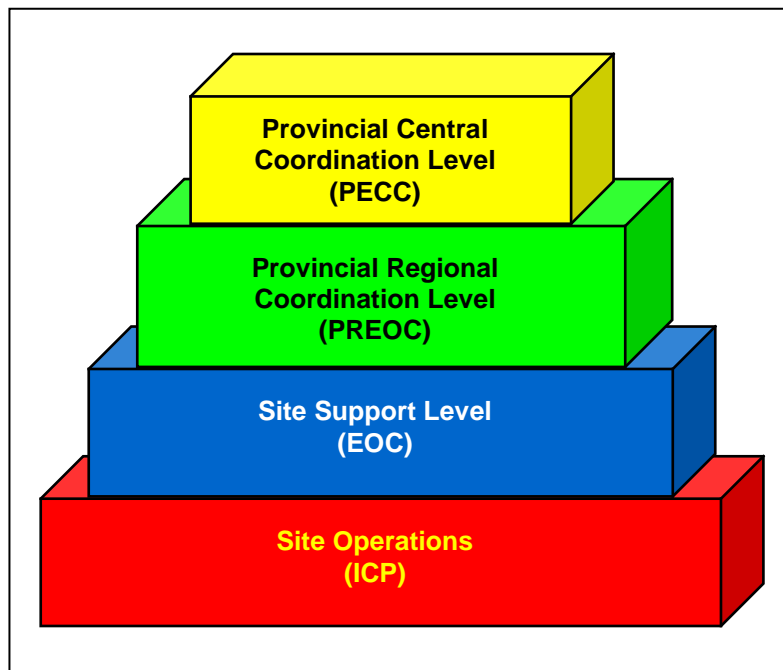 Provincial Central
Coordination Level
(PECC)
Provincial Regional
Coordination Level
(PREOC)
Site Support Level
(EOC)
Site Operations
(ICP)